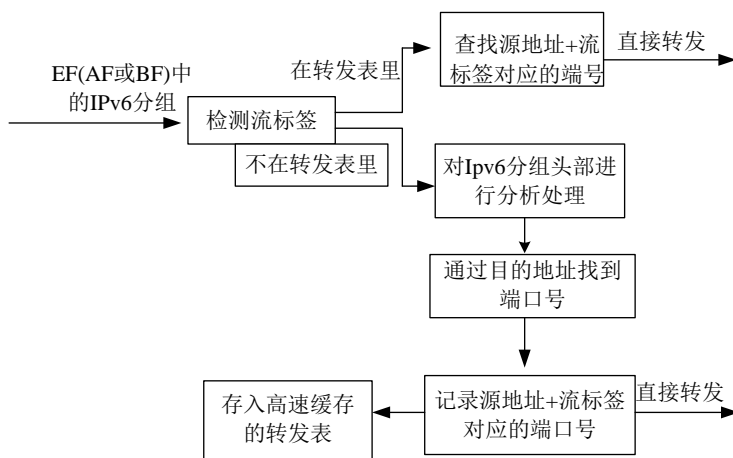 EF(AF或BF)中
的IPv6分组
检测流标签
在转发表里
不在转发表里
查找源地址+流
标签对应的端号
直接转发
对Ipv6分组头部进
行分析处理
通过目的地址找到
端口号
记录源地址+流标签
对应的端口号
直接转发
存入高速缓存
的转发表